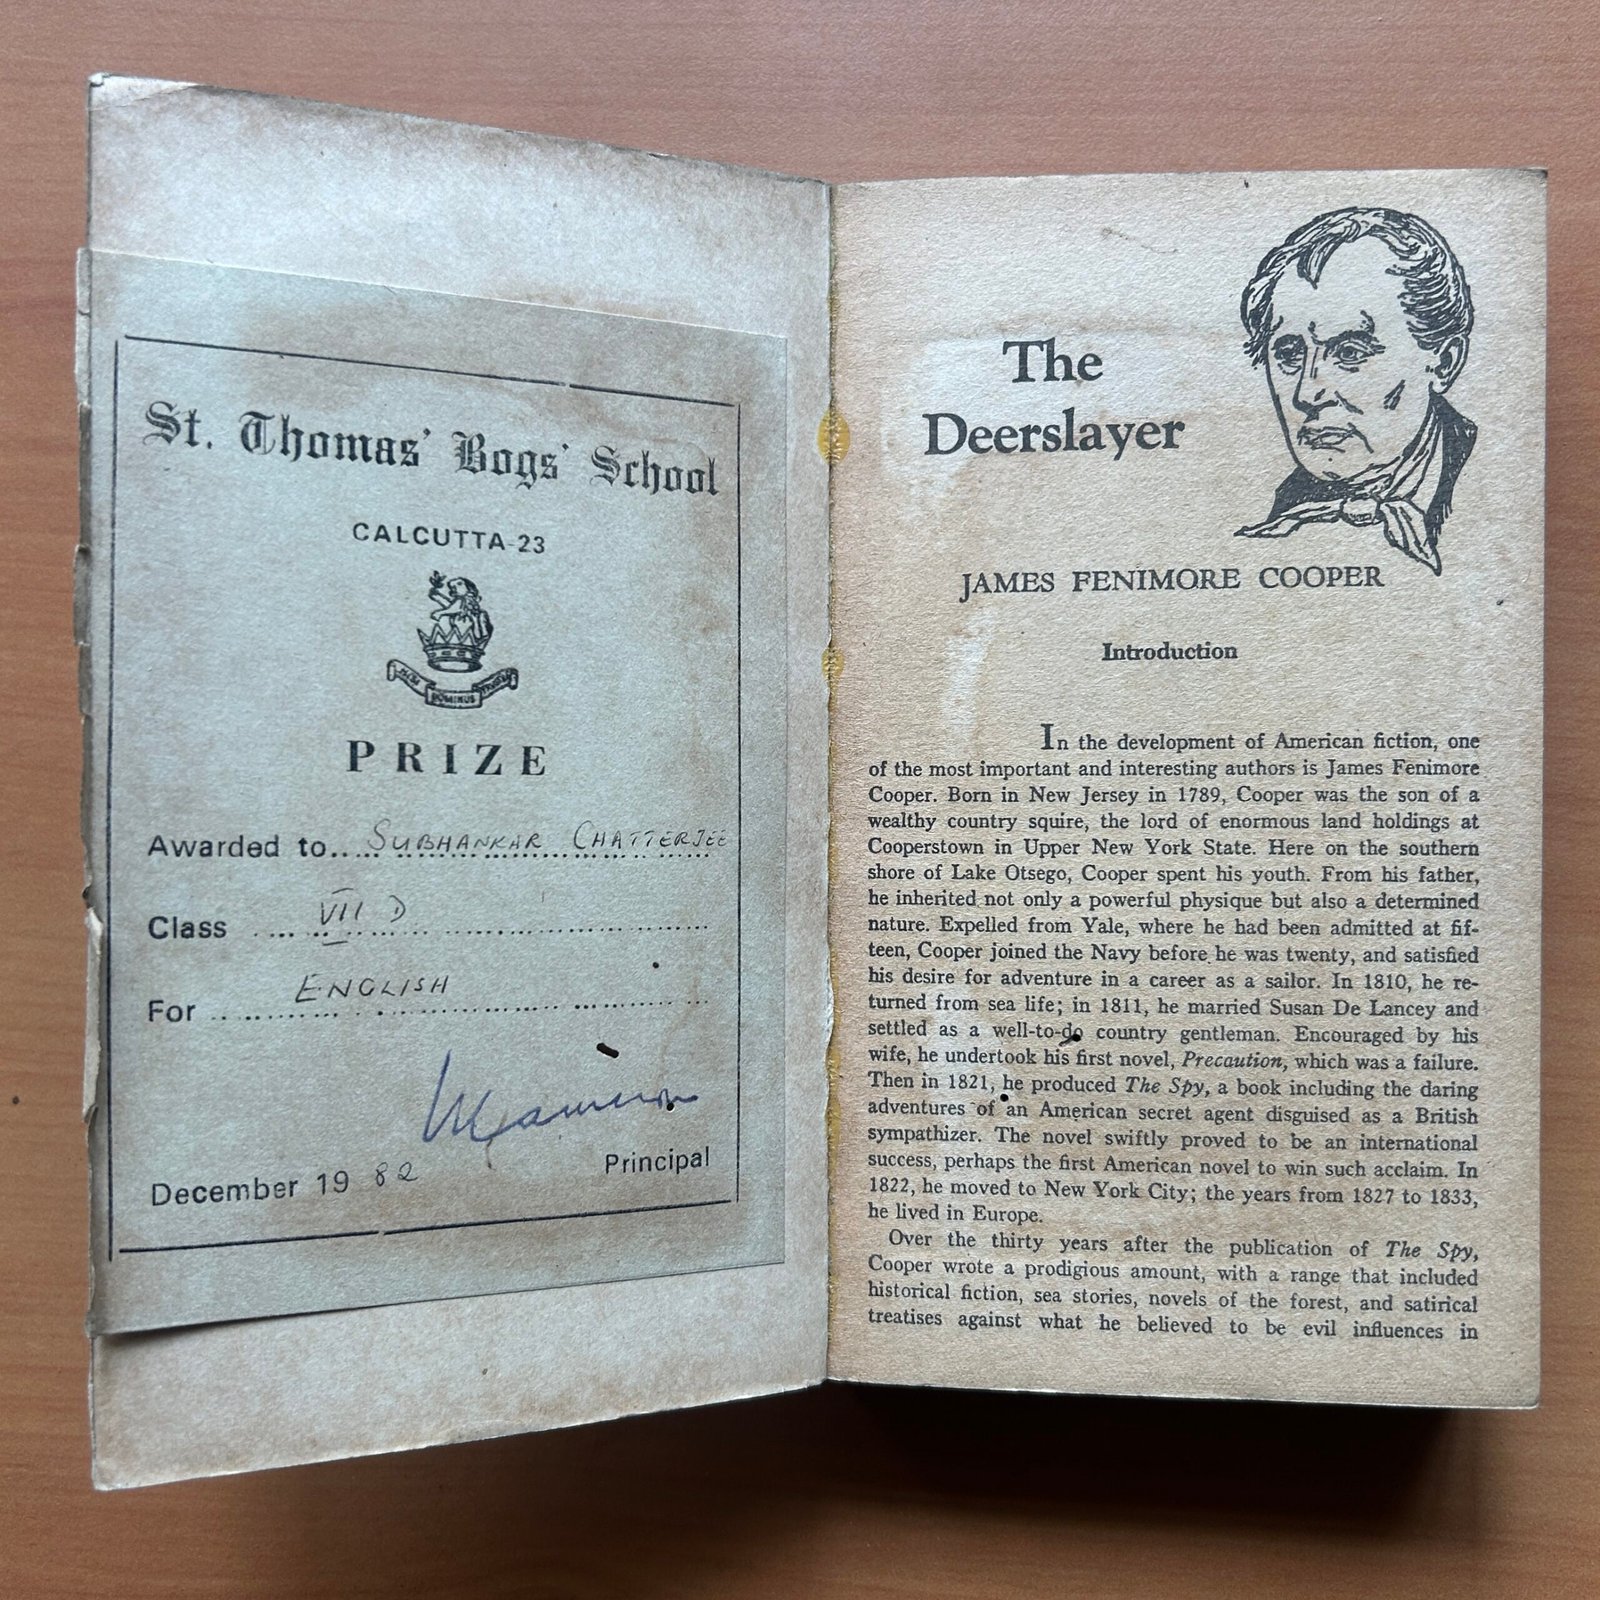 St. Thomas' Boys' School
CALCUTTA-23
DOMINUS
PRIZE
Awarded to.. SUBHANKAR CHATTERJEE
Class VII D
For ENGLISH
Principal
December 19 82
The
Deerslayer
JAMES FENIMORE COOPER
Introduction
In the development of American fiction, one
of the most important and interesting authors is James Fenimore
Cooper. Born in New Jersey in 1789, Cooper was the son of a
wealthy country squire, the lord of enormous land holdings at
Cooperstown in Upper New York State. Here on the southern
shore of Lake Otsego, Cooper spent his youth. From his father,
he inherited not only a powerful physique but also a determined
nature. Expelled from Yale, where he had been admitted at fif-
teen, Cooper joined the Navy before he was twenty, and satisfied
his desire for adventure in a career as a sailor. In 1810, he re-
turned from sea life; in 1811, he married Susan De Lancey and
settled as a well-to-do country gentleman. Encouraged by his
wife, he undertook his first novel, Precaution, which was a failure.
Then in 1821, he produced The Spy, a book including the daring
adventures of an American secret agent disguised as a British
sympathizer. The novel swiftly proved to be an international
success, perhaps the first American novel to win such acclaim. In
1822, he moved to New York City; the years from 1827 to 1833,
he lived in Europe.
Over the thirty years after the publication of The Spy,
Cooper wrote a prodigious amount, with a range that included
historical fiction, sea stories, novels of the forest, and satirical
treatises against what he believed to be evil influences in